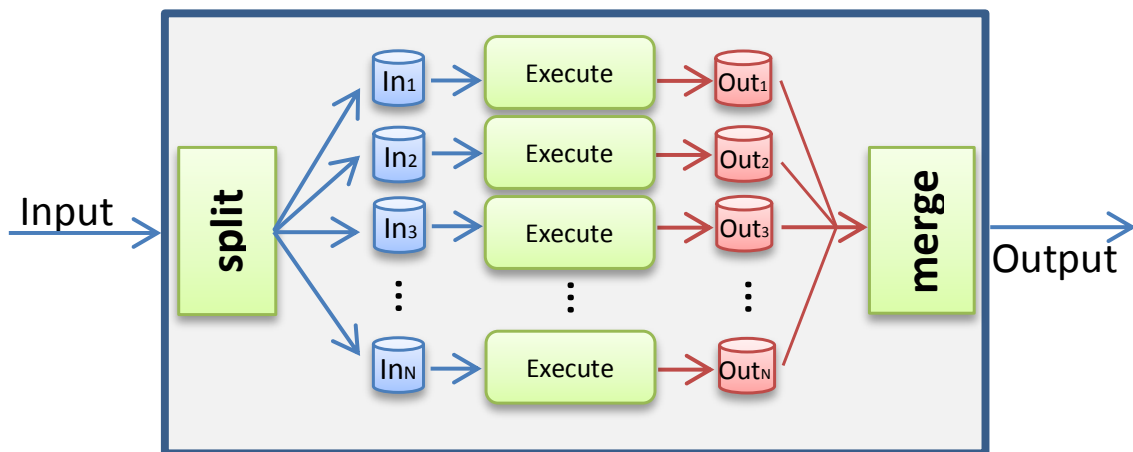 Input
split
In1
Execute
Out1
In2
Execute
Out2
In3
Execute
Out3
⋮
⋮
⋮
InN
Execute
OutN
merge
Output